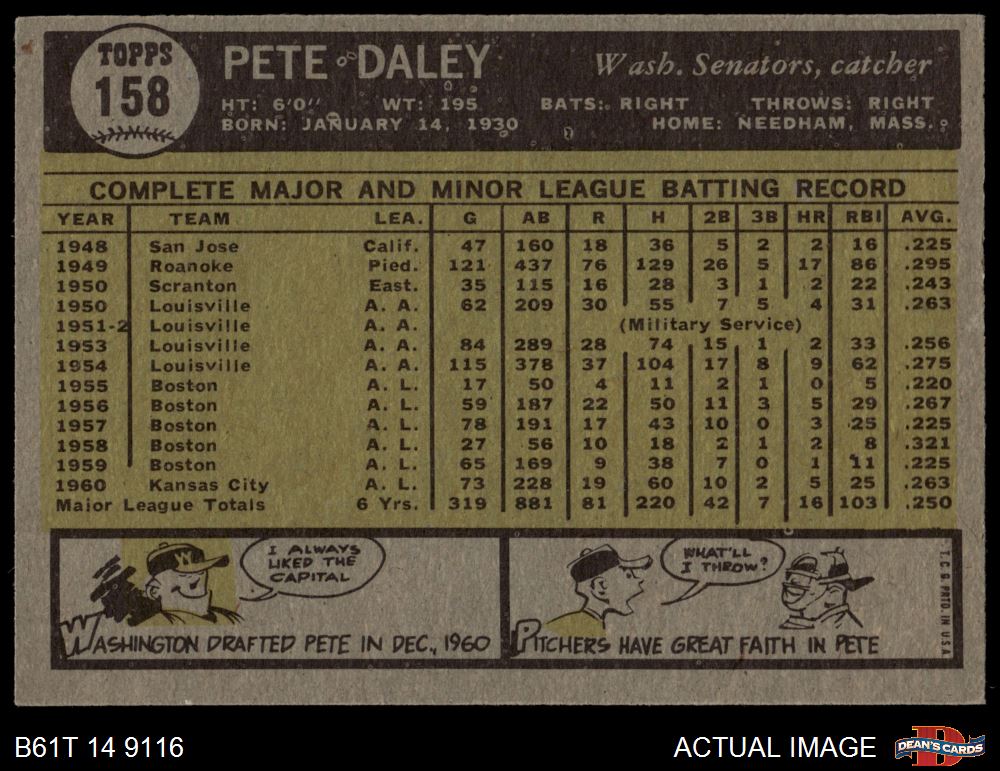 TOPPS
158
PETE DALEY
Wash. Senators, catcher
HT: 6'0" WT: 195 BATS: RIGHT THROWS: RIGHT
BORN: JANUARY 14, 1930 HOME: NEEDHAM, MASS.
COMPLETE MAJOR AND MINOR LEAGUE BATTING RECORD
YEAR TEAM LEA. G AB R H 2B 3B HR RBI AVG.
1948 San Jose Calif. 47 160 18 36 5 2 2 16 .225
1949 Roanoke Pied. 121 437 76 129 26 5 17 86 .295
1950 Scranton East. 35 115 16 28 3 1 2 22 .243
1950 Louisville A. A. 62 209 30 55 7 5 4 31 .263
1951-2 Louisville A. A. (Military Service)
1953 Louisville A. A. 84 289 28 74 15 1 2 33 .256
1954 Louisville A. A. 115 378 37 104 17 8 9 62 .275
1955 Boston A. L. 17 50 4 11 2 1 0 5 .220
1956 Boston A. L. 59 187 22 50 11 3 5 29 .267
1957 Boston A. L. 78 191 17 43 10 0 3 25 .225
1958 Boston A. L. 27 56 10 18 2 1 2 8 .321
1959 Boston A. L. 65 169 9 38 7 0 1 11 .225
1960 Kansas City A. L. 73 228 19 60 10 2 5 25 .263
Major League Totals 6 Yrs. 319 881 81 220 42 7 16 103 .250
W
I ALWAYS
LIKED THE
CAPITAL
WASHINGTON DRAFTED PETE IN DEC., 1960
WHAT'LL
I THROW?
PITCHERS HAVE GREAT FAITH IN PETE
T.C.G. PRTD. IN U.S.A.
B61T 14 9116
ACTUAL IMAGE
D
DEAN'S CARDS